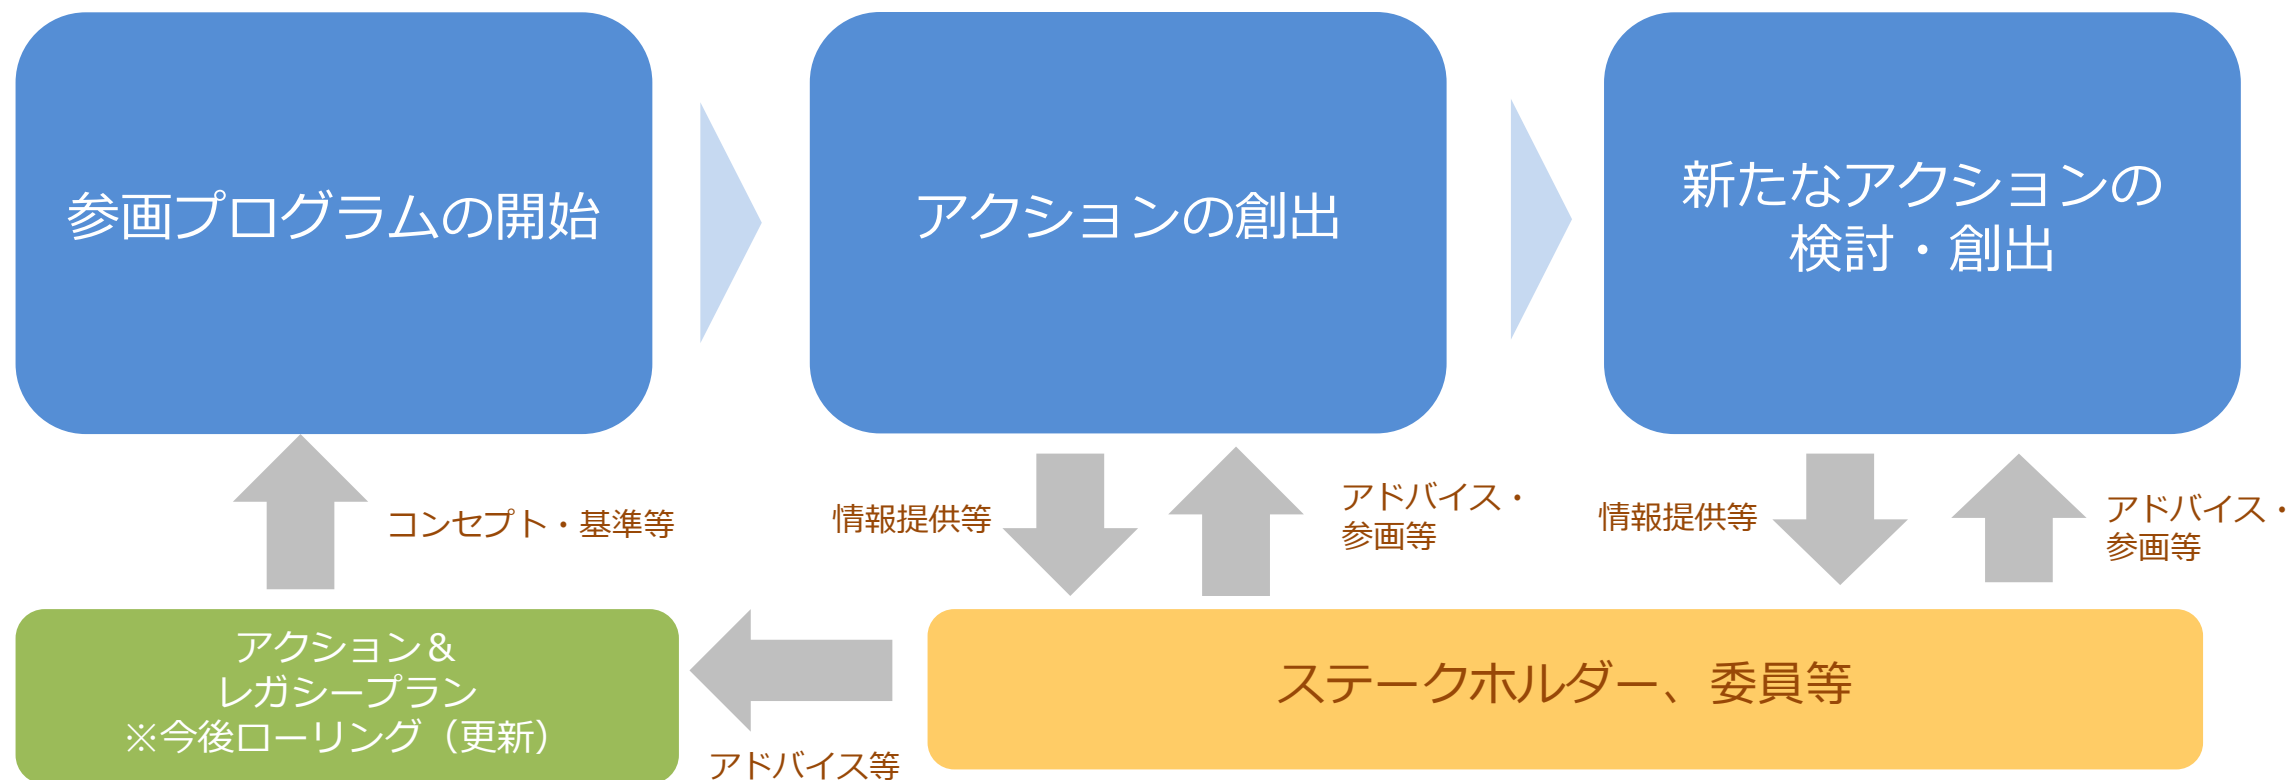 参画プログラムの開始
アクションの創出
新たなアクションの
検討・創出
コンセプト・基準等
情報提供等
アドバイス・
参画等
情報提供等
アドバイス・
参画等
アクション＆
レガシープラン
※今後ローリング（更新）
アドバイス等
ステークホルダー、委員等